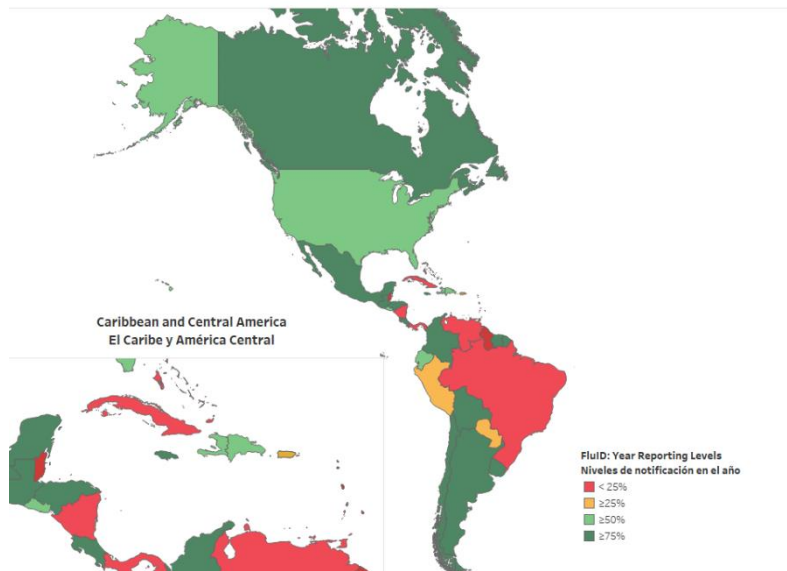 Caribbean and Central America
El Caribe y América Central
FluID: Year Reporting Levels
Niveles de notificación en el año
< 25%
≥25%
≥50%
≥75%